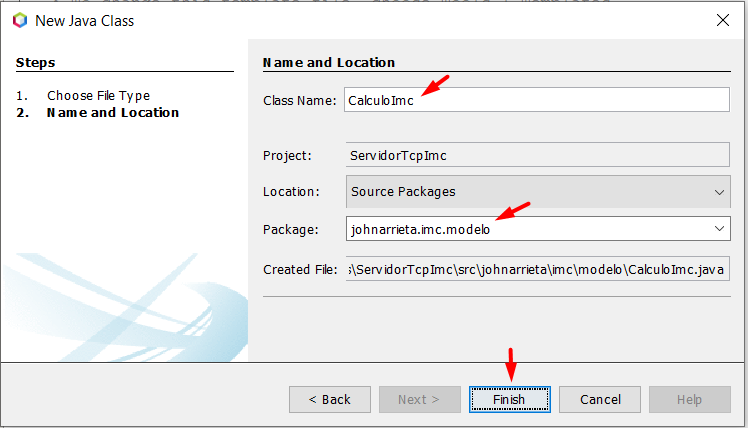 New Java Class
Steps
1. Choose File Type
2. Name and Location
Name and Location
Class Name: CalculoImc
Project: ServidorTcpImc
Location: Source Packages
Package: johnarrieta.imc.modelo
Created File: s\ServidorTcpImc\src\johnarrieta\imc\modelo\CalculoImc.java
< Back Next > Finish Cancel Help